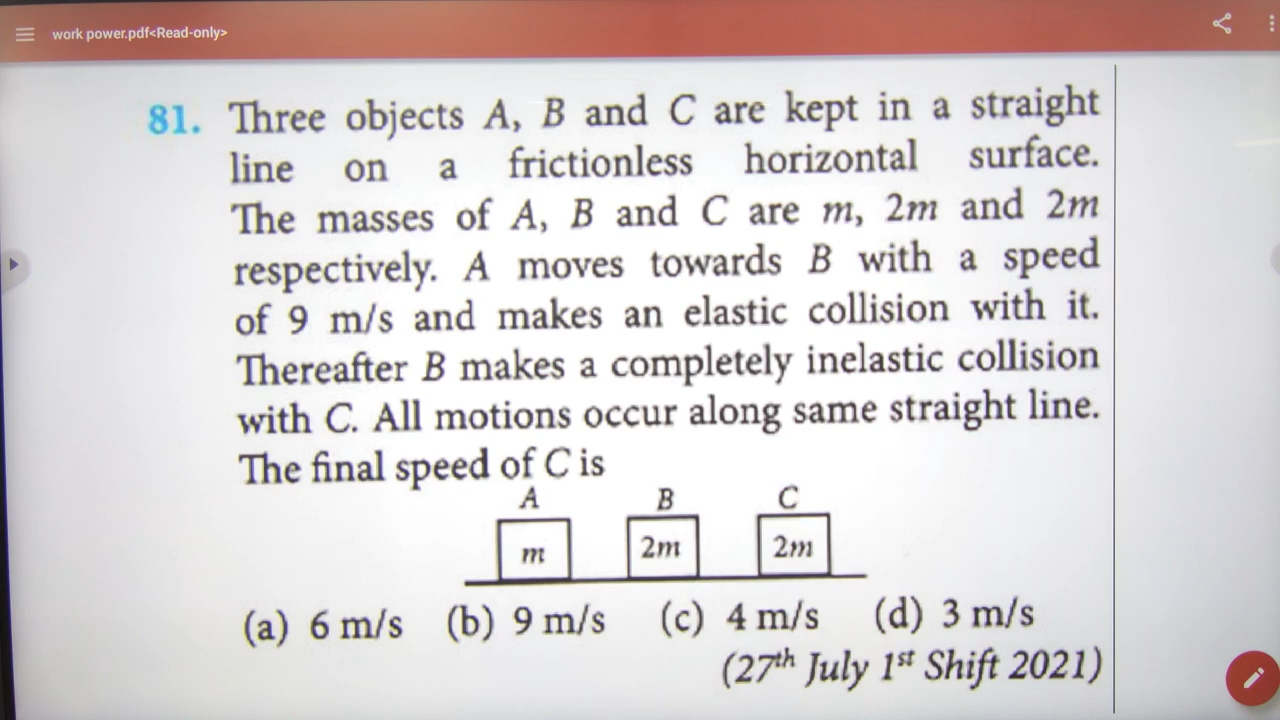 work power.pdf<Read-only>
81. Three objects A, B and C are kept in a straight
line on a frictionless horizontal surface.
The masses of A, B and C are m, 2m and 2m
respectively. A moves towards B with a speed
of 9 m/s and makes an elastic collision with it.
Thereafter B makes a completely inelastic collision
with C. All motions occur along same straight line.
The final speed of C is
A B C
m 2m 2m
(a) 6 m/s (b) 9 m/s (c) 4 m/s (d) 3 m/s
(27th July 1st Shift 2021)